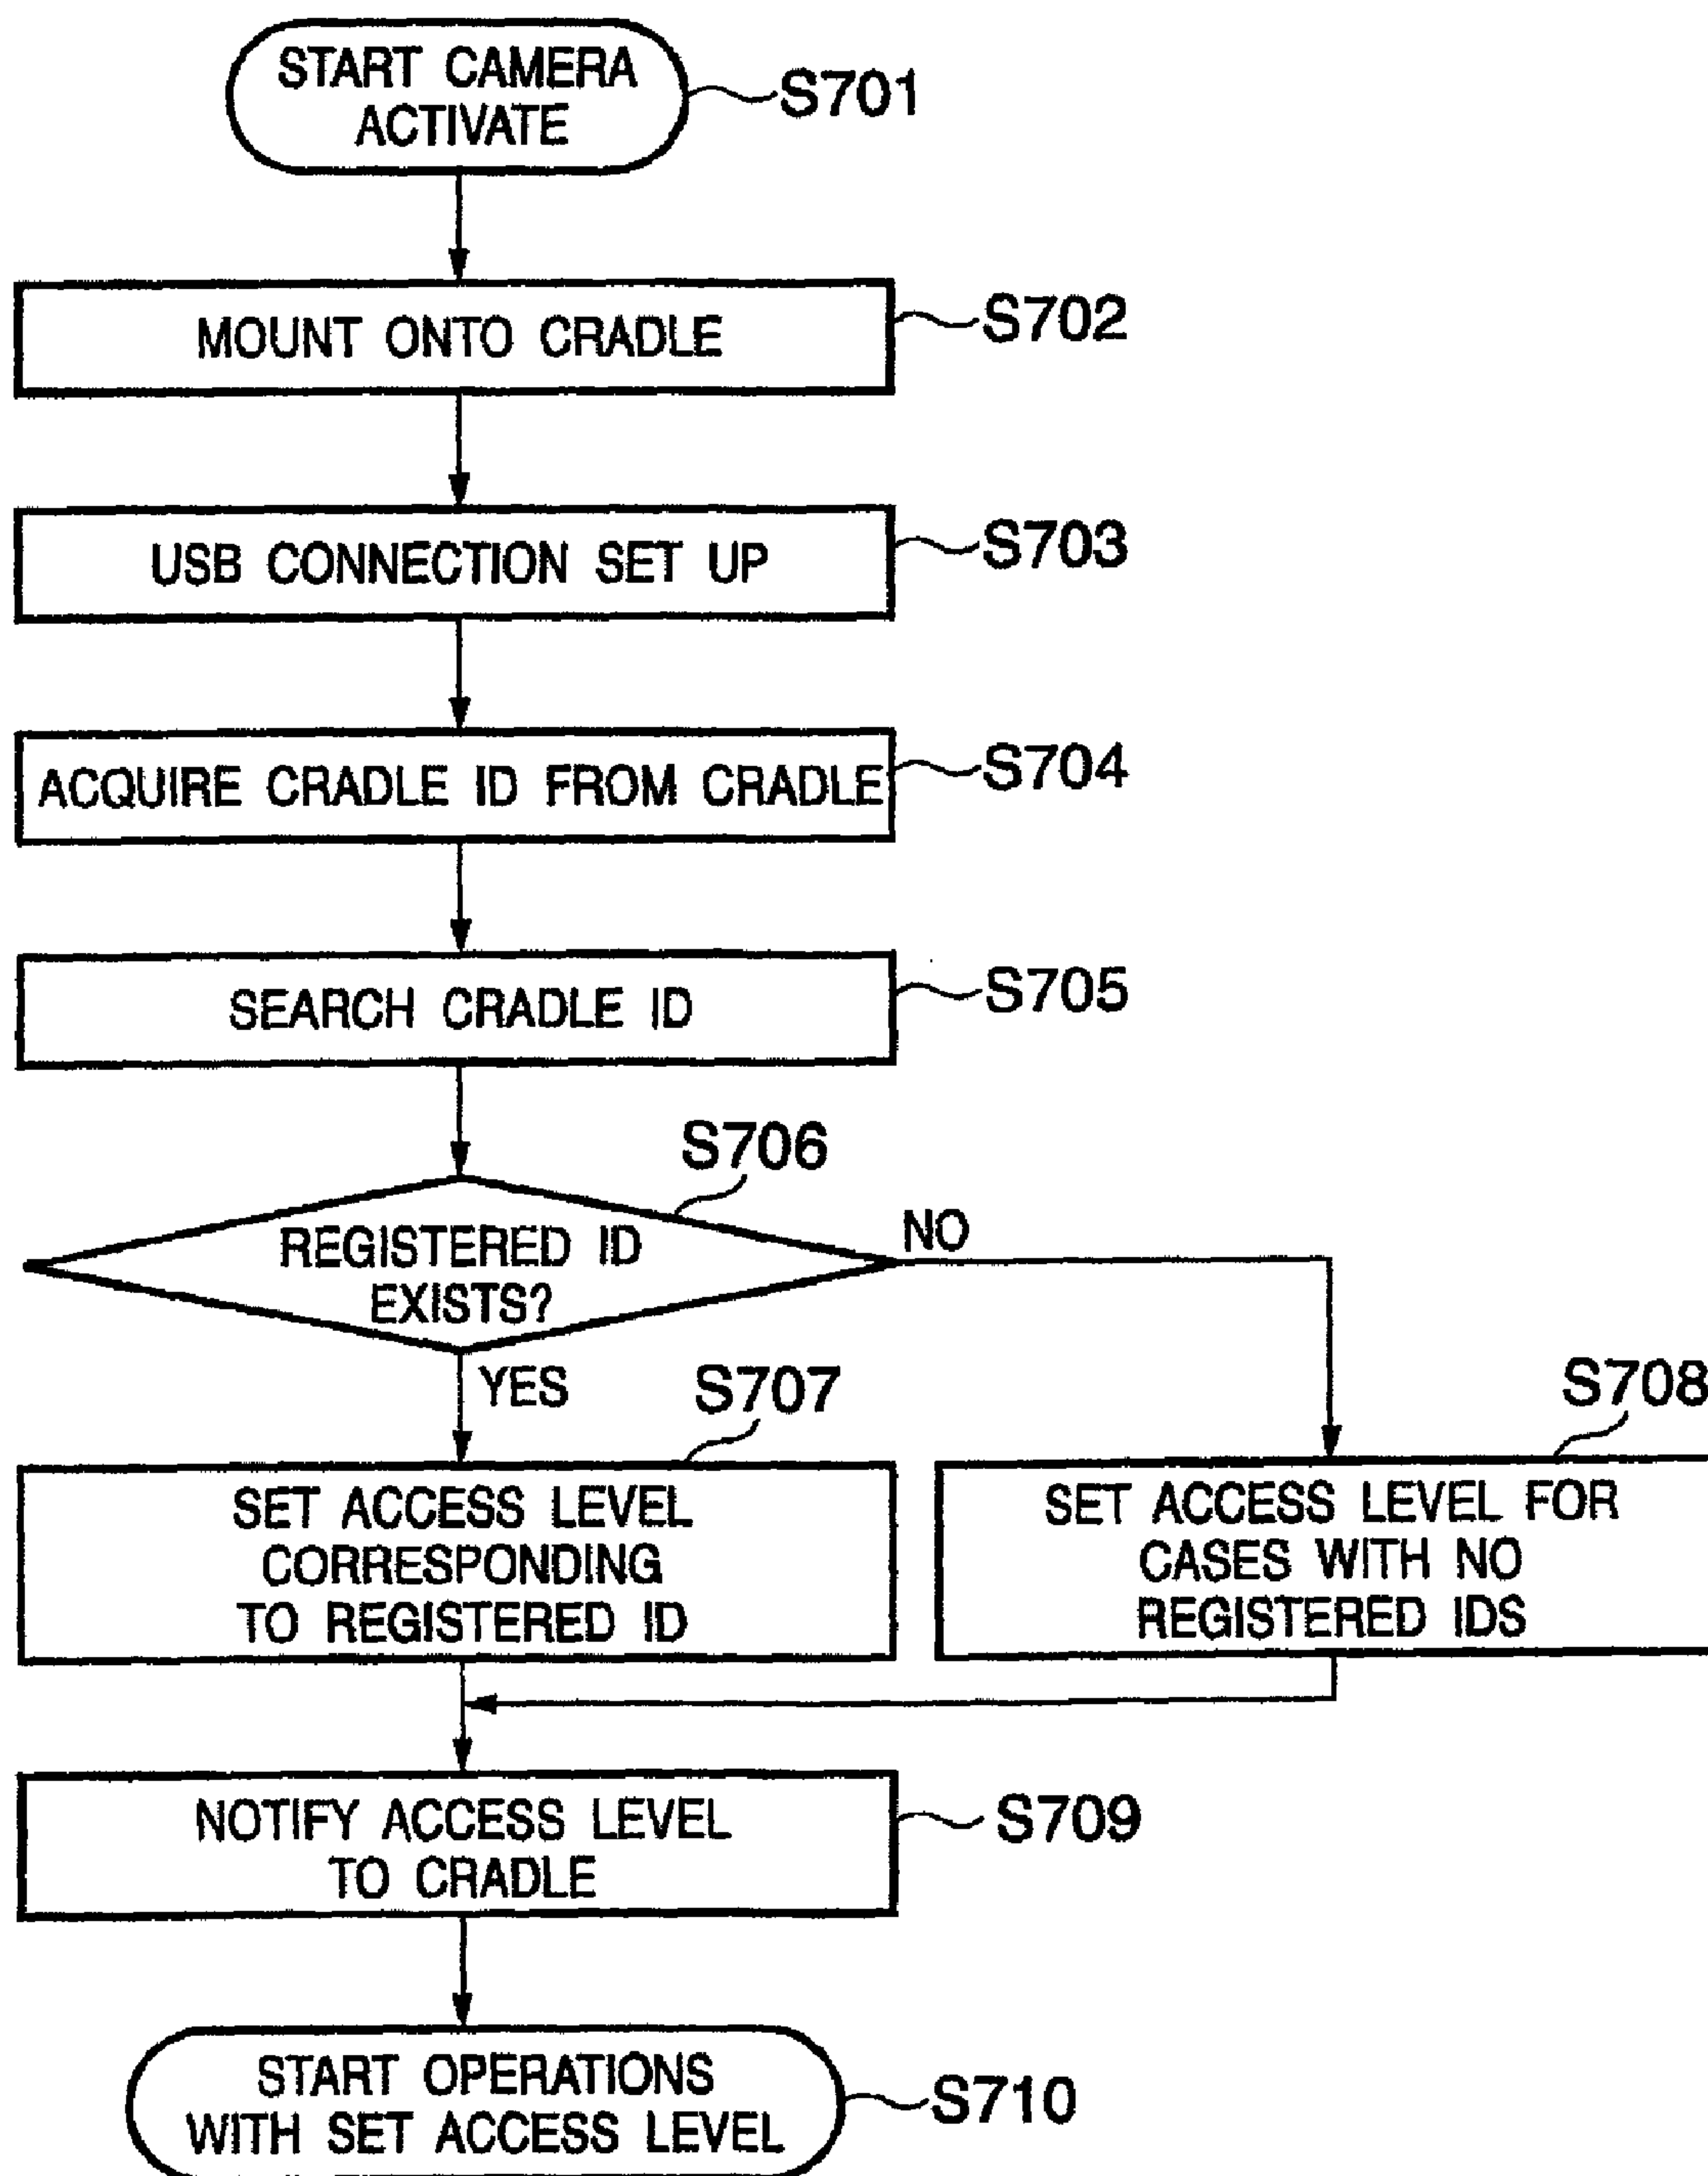 START CAMERA
ACTIVATE
S701
MOUNT ONTO CRADLE
S702
USB CONNECTION SET UP
S703
ACQUIRE CRADLE ID FROM CRADLE
S704
SEARCH CRADLE ID
S705
S706
REGISTERED ID
EXISTS?
NO
YES
S707
SET ACCESS LEVEL
CORRESPONDING
TO REGISTERED ID
S708
SET ACCESS LEVEL FOR
CASES WITH NO
REGISTERED IDS
NOTIFY ACCESS LEVEL
TO CRADLE
S709
START OPERATIONS
WITH SET ACCESS LEVEL
S710